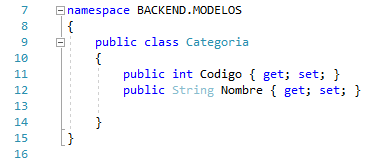 7 namespace BACKEND.MODELOS
8 {
9 public class Categoria
10 {
11 public int Codigo { get; set; }
12 public String Nombre { get; set; }
13
14 }
15 }
16